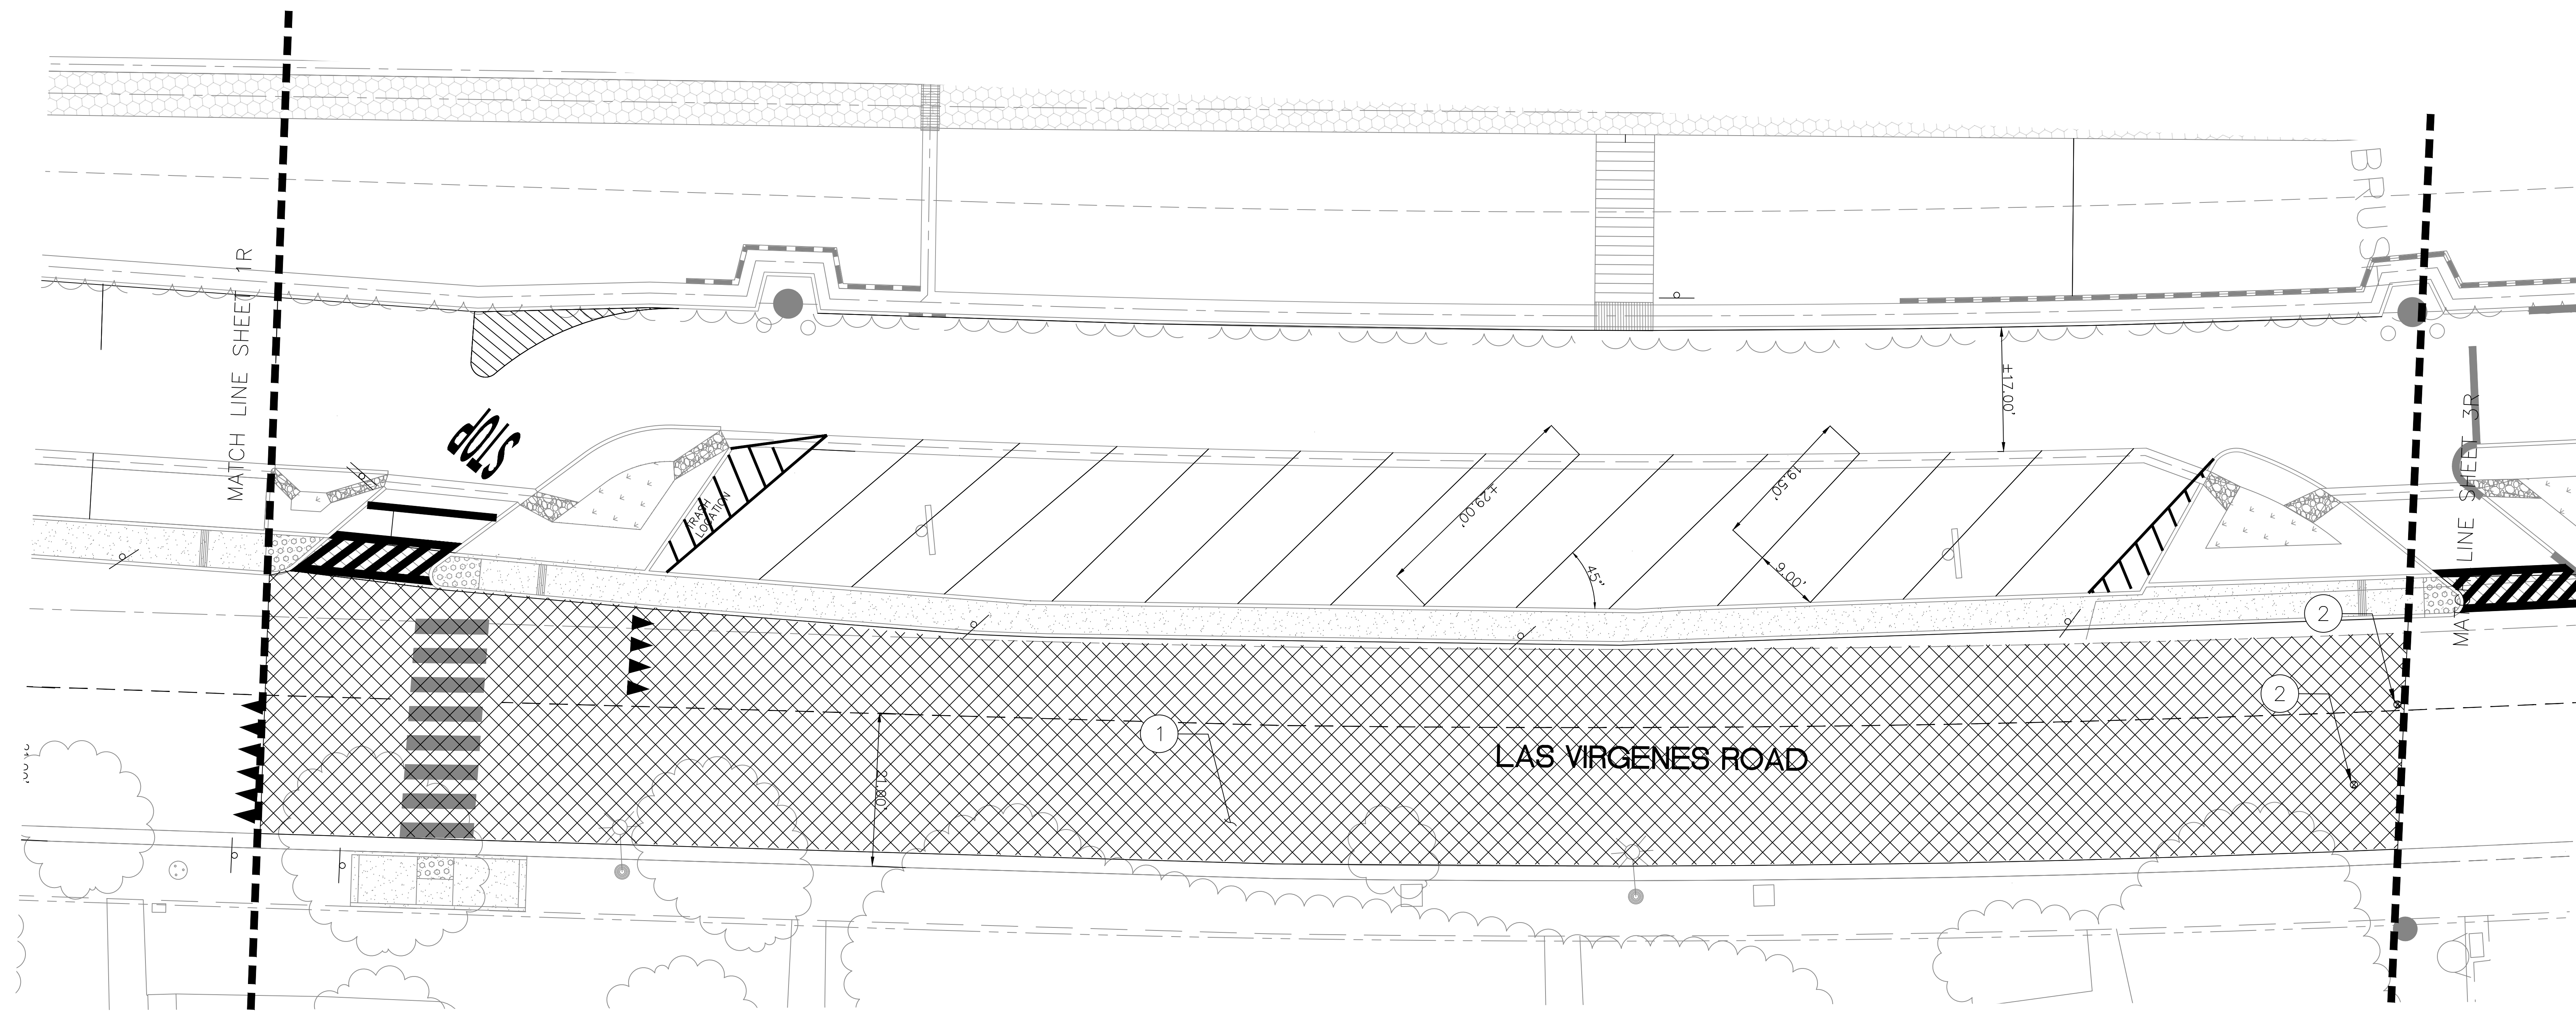 BRUS
MATCH LINE SHEET 1R
STOP
±17.00'
MATCH LINE SHEET 3R
TRASH
LOCATION
±29.00'
19.50'
45°
9.00'
2
2
1
LAS VIRGENES ROAD
21.00'